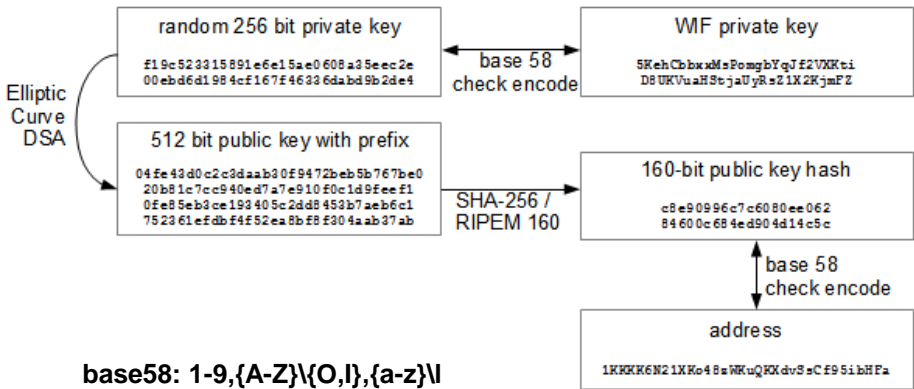 random 256 bit private key
f19c523315891e6e15ae0608a35eec2e
00ebd6d1984cf167f46336dabd9b2de4
base 58
check encode
WIF private key
5KehCbbxxMsPomgbYqJf2VXKti
D8UKVuaHStjaUyRsZ1X2KjmPZ
Elliptic
Curve
DSA
512 bit public key with prefix
04fe43d0c2c3daab30f9472beb5b767be0
20b81c7cc940ed7a7e910f0c1d9feef1
0fe85eb3ce193405c2dd8453b7aeb6c1
752361efdbf4f52ea8bf8f304aab37ab
SHA-256 /
RIPEM 160
160-bit public key hash
c8e90996c7c6080ee062
84600c684ed904d14c5c
base 58
check encode
address
1KKKK6N21XKo48zWKuQKXdvSsCf95ibHFa
base58: 1-9,{A-Z}\{O,I},{a-z}\l